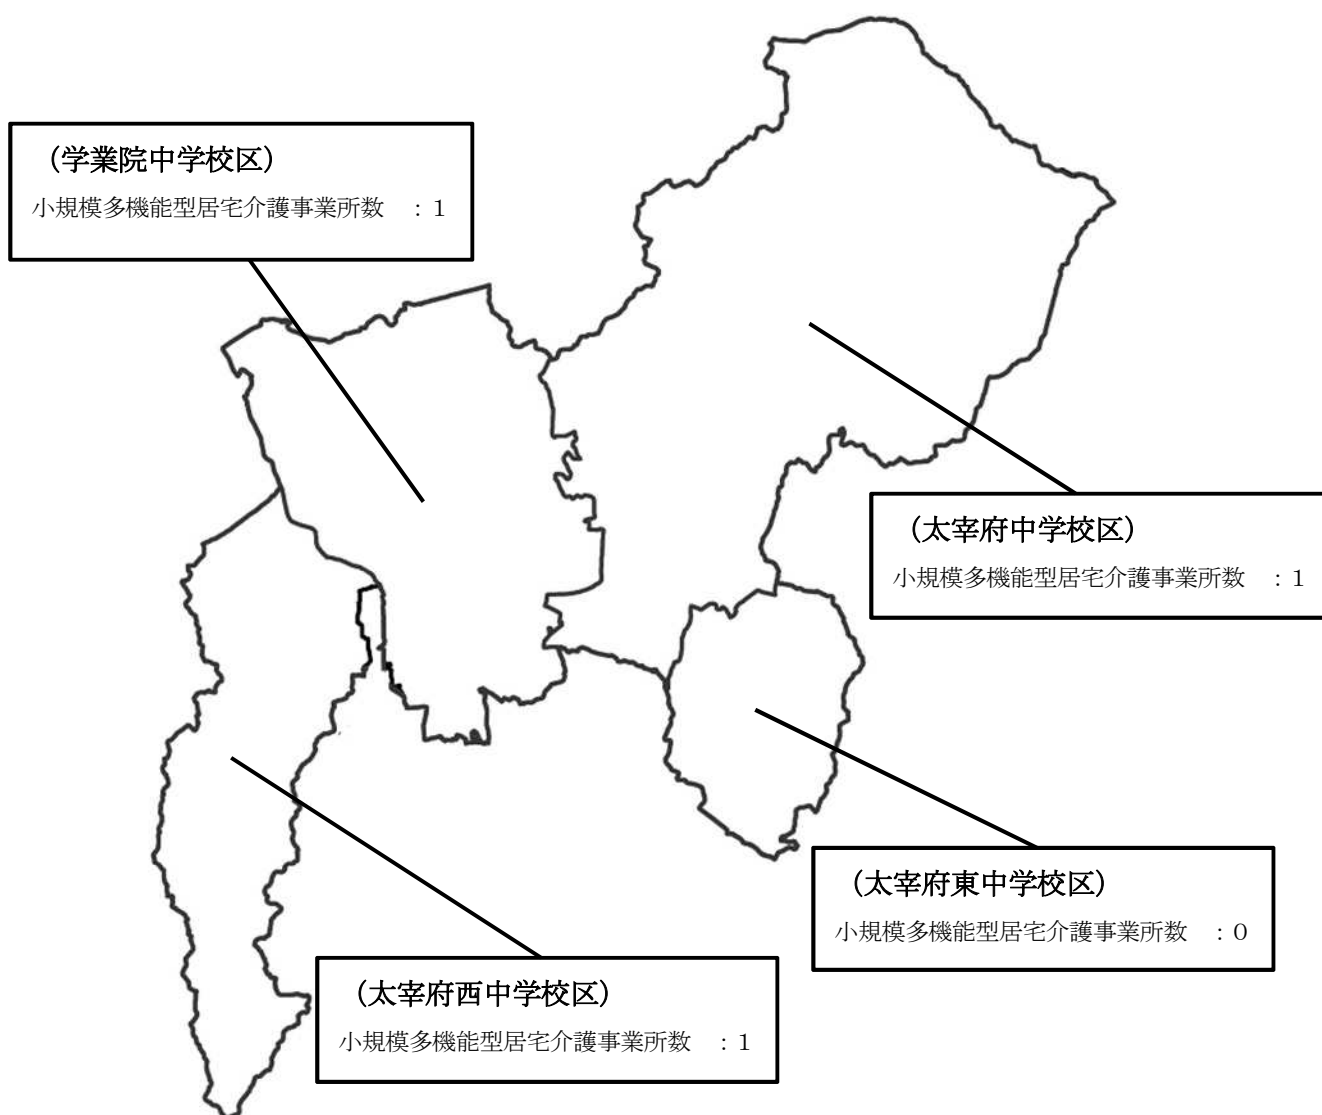 （学業院中学校区）
小規模多機能型居宅介護事業所数　：1
（太宰府中学校区）
小規模多機能型居宅介護事業所数　：1
（太宰府東中学校区）
小規模多機能型居宅介護事業所数　：0
（太宰府西中学校区）
小規模多機能型居宅介護事業所数　：1